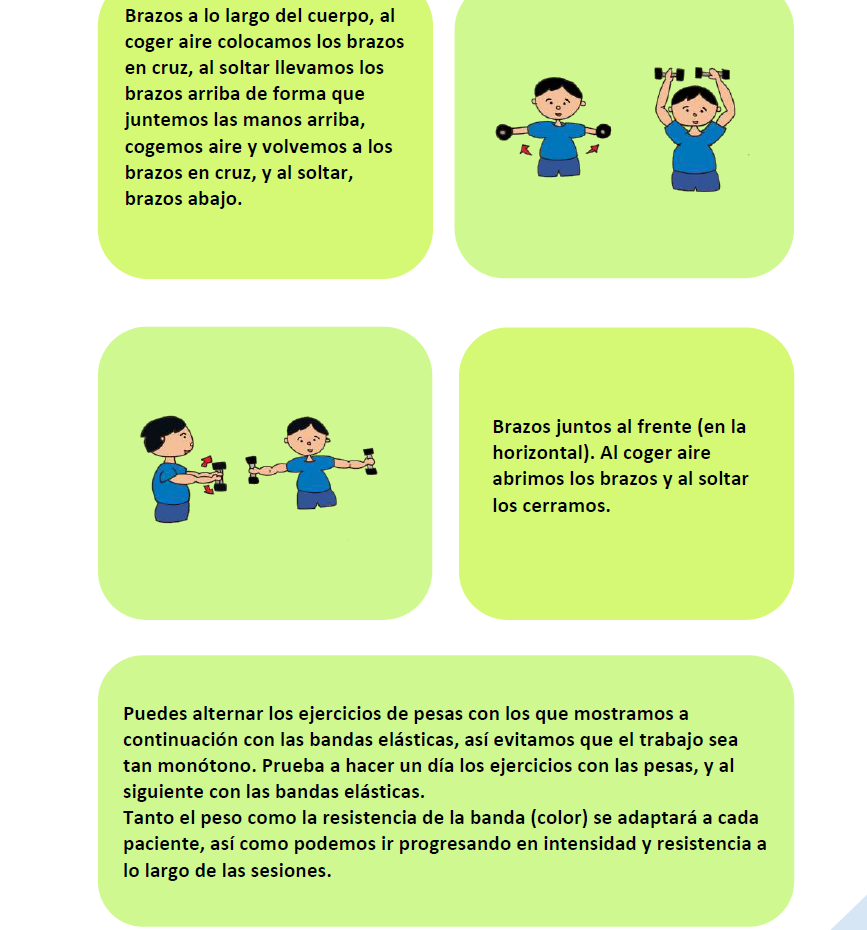 Brazos a lo largo del cuerpo, al
coger aire colocamos los brazos
en cruz, al soltar llevamos los
brazos arriba de forma que
juntemos las manos arriba,
cogemos aire y volvemos a los
brazos en cruz, y al soltar,
brazos abajo.
Brazos juntos al frente (en la
horizontal). Al coger aire
abrimos los brazos y al soltar
los cerramos.
Puedes alternar los ejercicios de pesas con los que mostramos a
continuación con las bandas elásticas, así evitamos que el trabajo sea
tan monótono. Prueba a hacer un día los ejercicios con las pesas, y al
siguiente con las bandas elásticas.
Tanto el peso como la resistencia de la banda (color) se adaptará a cada
paciente, así como podemos ir progresando en intensidad y resistencia a
lo largo de las sesiones.